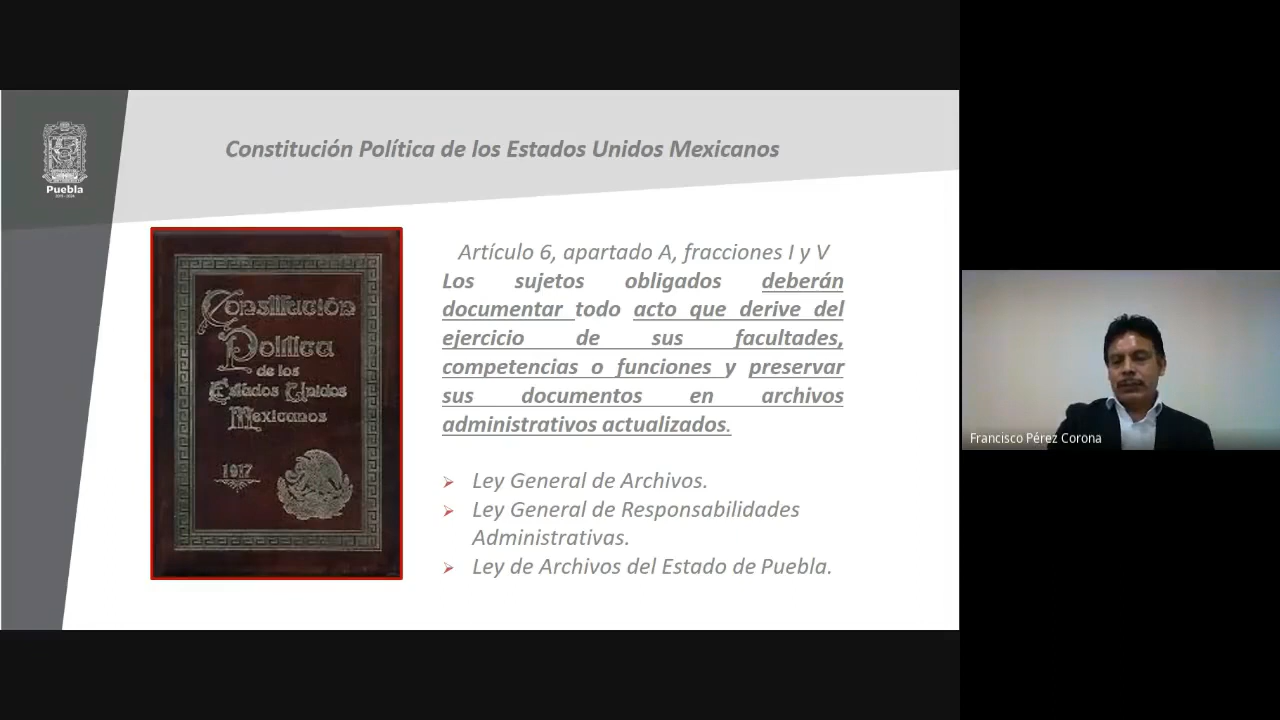 Puebla
Constitución Política de los Estados Unidos Mexicanos
Constitución
Política
de los
Estados Unidos
Mexicanos
1917
Artículo 6, apartado A, fracciones I y V
Los sujetos obligados deberán
documentar todo acto que derive del
ejercicio de sus facultades,
competencias o funciones y preservar
sus documentos en archivos
administrativos actualizados.
➢ Ley General de Archivos.
➢ Ley General de Responsabilidades
Administrativas.
➢ Ley de Archivos del Estado de Puebla.
Francisco Pérez Corona